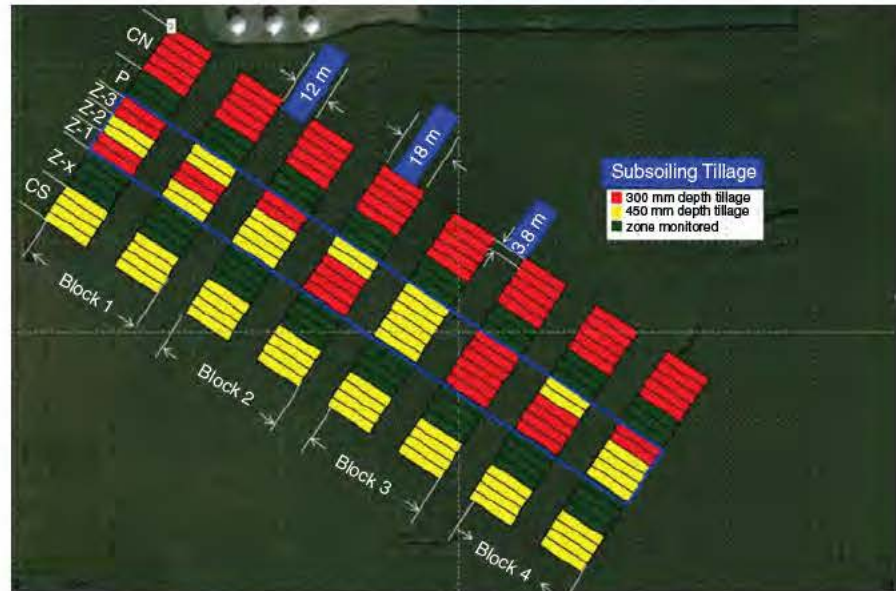 CN
P
Z-3
Z-2
Z-1
Z-x
CS
12 m
18 m
3.8 m
Subsoiling Tillage
300 mm depth tillage
450 mm depth tillage
zone monitored
Block 1
Block 2
Block 3
Block 4